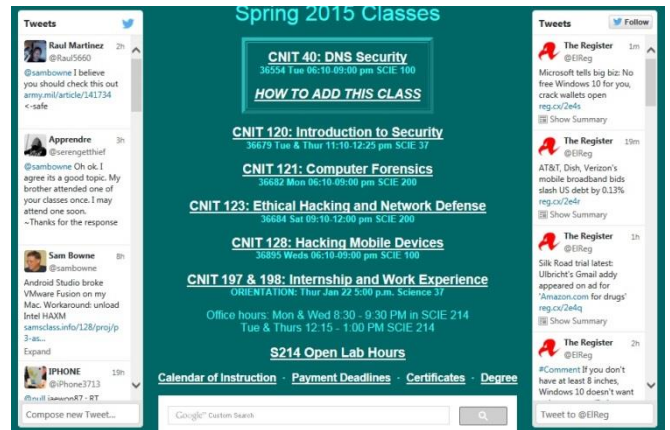 Tweets
Raul Martinez 2h
@Raul5660
@sambowne I believe
you should check this out
army.mil/article/141734
<-safe
Apprendre 3h
@serengetthief
@sambowne Oh ok. I
agree its a good topic. My
brother attended one of
your classes once. I may
attend one soon.
~Thanks for the response
Sam Bowne 8h
@sambowne
Android Studio broke
VMware Fusion on my
Mac. Workaround: unload
Intel HAXM
samsclass.info/128/proj/p
3-as...
Expand
IPHONE 19h
@iPhone3713
@null jaewon87 : RT
Compose new Tweet...
Spring 2015 Classes
CNIT 40: DNS Security
36554 Tue 06:10-09:00 pm SCIE 100
HOW TO ADD THIS CLASS
CNIT 120: Introduction to Security
36679 Tue & Thur 11:10-12:25 pm SCIE 37
CNIT 121: Computer Forensics
36682 Mon 06:10-09:00 pm SCIE 200
CNIT 123: Ethical Hacking and Network Defense
36684 Sat 09:10-12:00 pm SCIE 200
CNIT 128: Hacking Mobile Devices
36895 Weds 06:10-09:00 pm SCIE 100
CNIT 197 & 198: Internship and Work Experience
ORIENTATION: Thur Jan 22 5:00 p.m. Science 37
Office hours: Mon & Wed 8:30 - 9:30 PM in SCIE 214
Tue & Thurs 12:15 - 1:00 PM SCIE 214
S214 Open Lab Hours
Calendar of Instruction · Payment Deadlines · Certificates · Degree
Google™ Custom Search
Tweets Follow
The Register 1m
@ElReg
Microsoft tells big biz: No
free Windows 10 for you,
crack wallets open
reg.cx/2e4s
Show Summary
The Register 19m
@ElReg
AT&T, Dish, Verizon's
mobile broadband bids
slash US debt by 0.13%
reg.cx/2e4r
Show Summary
The Register 1h
@ElReg
Silk Road trial latest:
Ulbricht's Gmail addy
appeared on ad for
'Amazon.com for drugs'
reg.cx/2e4q
Show Summary
The Register 2h
@ElReg
#Comment If you don't
have at least 8 inches,
Windows 10 doesn't want
Tweet to @ElReg